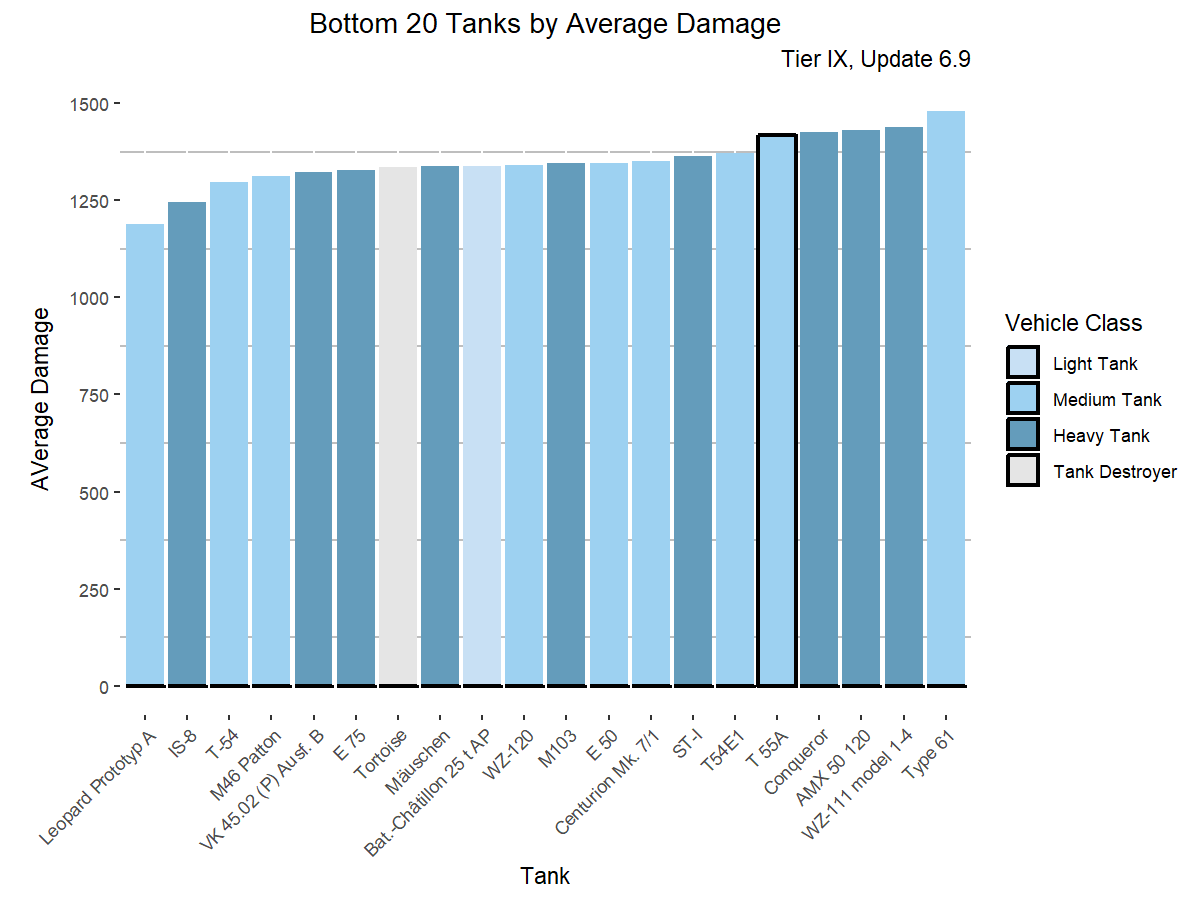 Bottom 20 Tanks by Average Damage
Tier IX, Update 6.9
1500
1250
1000
750
500
250
0
AVerage Damage
Leopard Prototyp A
IS-8
T-54
M46 Patton
VK 45.02 (P) Ausf. B
E 75
Tortoise
Mäuschen
Bat.-Châtillon 25 t AP
WZ-120
M103
E 50
Centurion Mk. 7/1
ST-I
T54E1
T 55A
Conqueror
AMX 50 120
WZ-111 model 1-4
Type 61
Tank
Vehicle Class
Light Tank
Medium Tank
Heavy Tank
Tank Destroyer